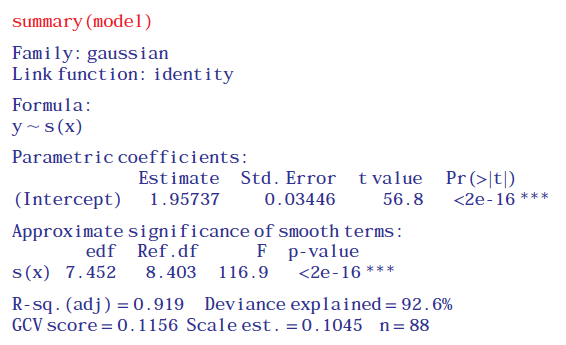 summary(model)
Family: gaussian
Link function: identity
Formula:
y~s(x)
Parametric coefficients:
Estimate Std. Error t value Pr(>|t|)
(Intercept) 1.95737 0.03446 56.8 <2e-16 ***
Approximate significance of smooth terms:
edf Ref.df F p-value
s(x) 7.452 8.403 116.9 <2e-16 ***
R-sq.(adj) = 0.919 Deviance explained = 92.6%
GCV score = 0.1156 Scale est. = 0.1045 n = 88